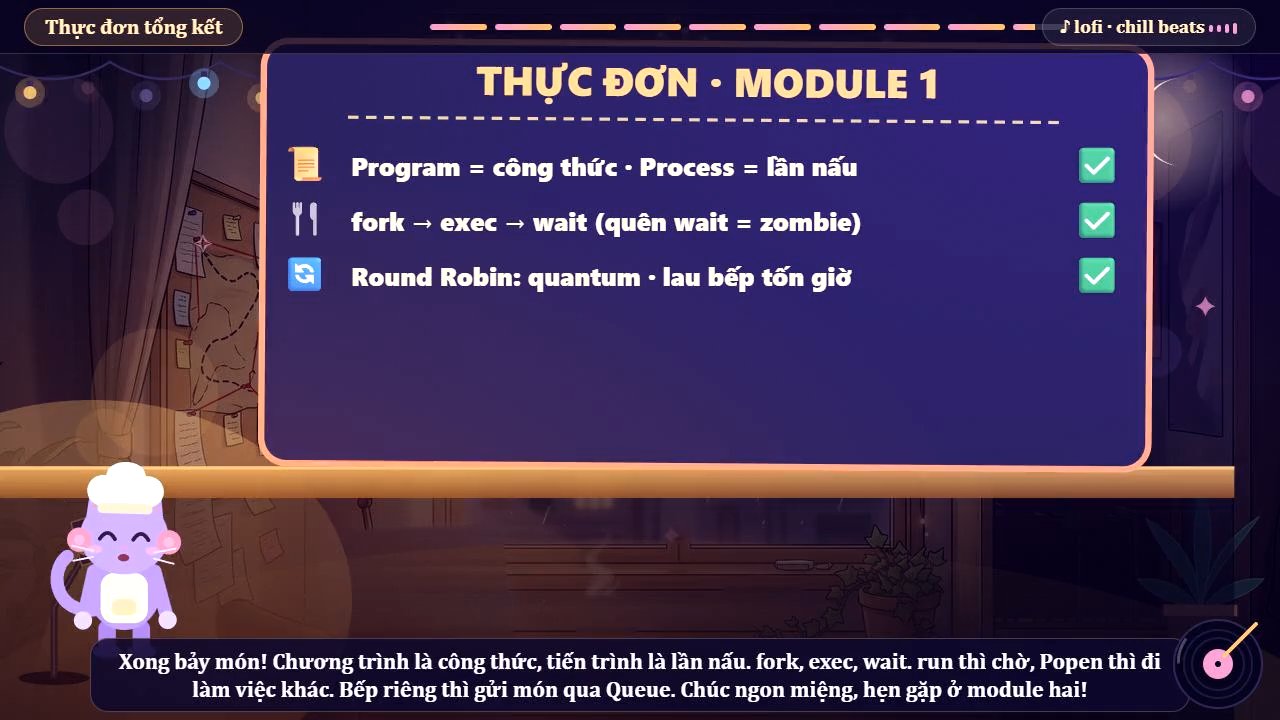 Thực đơn tổng kết
♪ lofi · chill beats
THỰC ĐƠN · MODULE 1
Program = công thức · Process = lần nấu
fork → exec → wait (quên wait = zombie)
Round Robin: quantum · lau bếp tốn giờ
Xong bảy món! Chương trình là công thức, tiến trình là lần nấu. fork, exec, wait. run thì chờ, Popen thì đi
làm việc khác. Bếp riêng thì gửi món qua Queue. Chúc ngon miệng, hẹn gặp ở module hai!